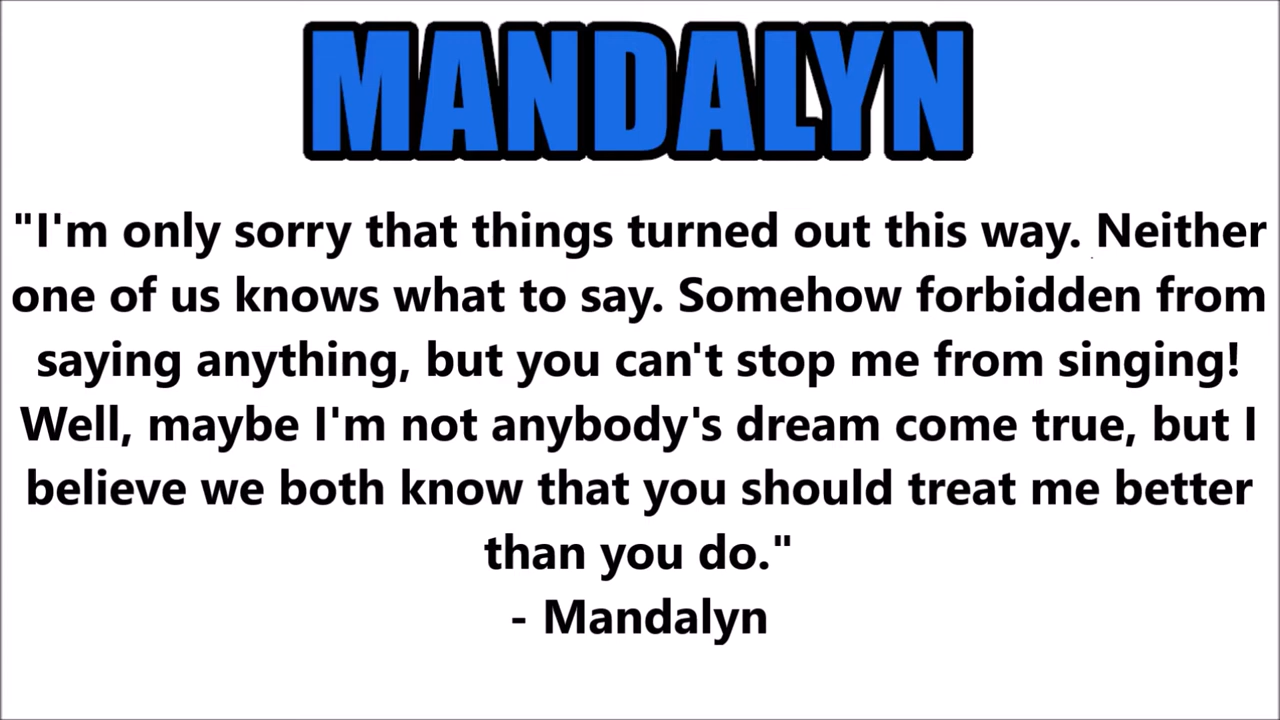 MANDALYN
"I'm only sorry that things turned out this way. Neither
one of us knows what to say. Somehow forbidden from
saying anything, but you can't stop me from singing!
Well, maybe I'm not anybody's dream come true, but I
believe we both know that you should treat me better
than you do."
- Mandalyn